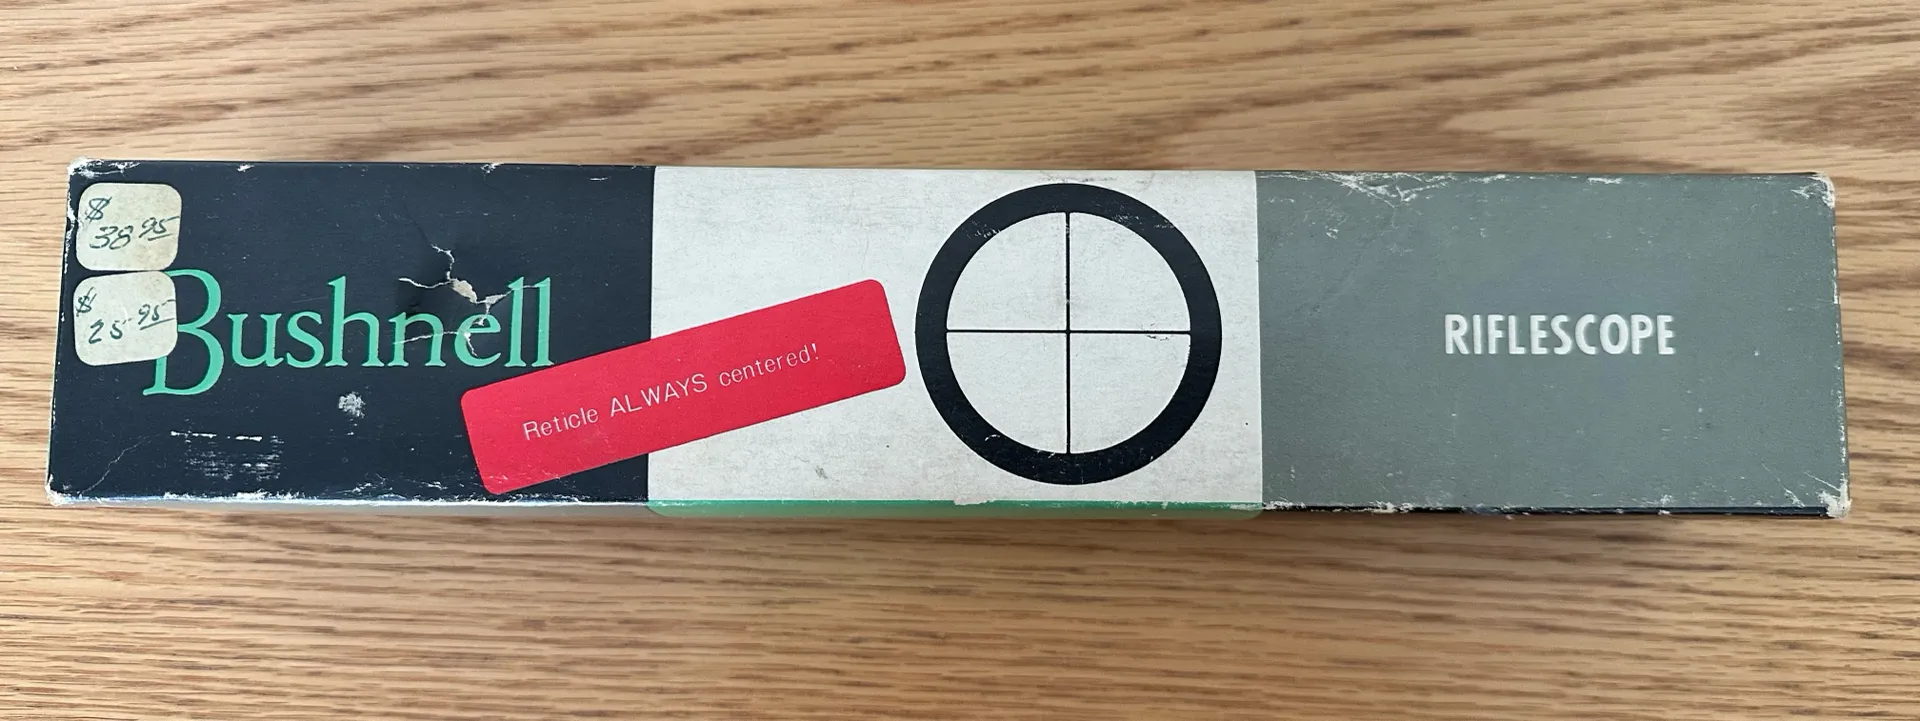 $
38 95
$
25 95
Bushnell
Reticle ALWAYS centered!
RIFLESCOPE